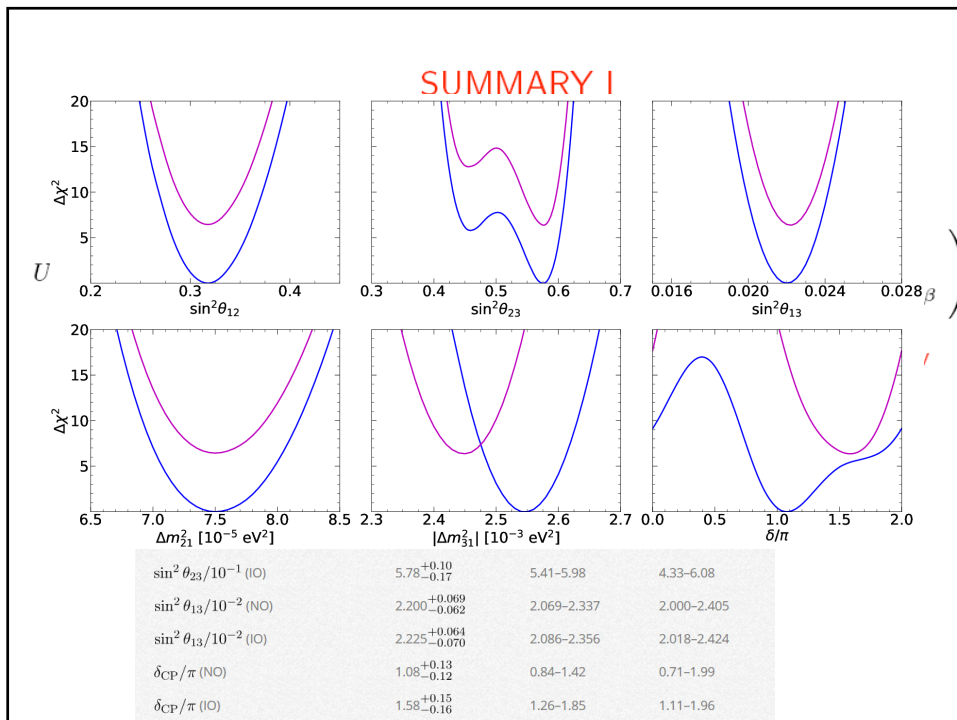 SUMMARY I
20
15
10
5
Δχ²
0.2 0.3 0.4
sin²θ₁₂
0.3 0.4 0.5 0.6 0.7
sin²θ₂₃
0.016 0.020 0.024 0.028
sin²θ₁₃
U
β
)
20
15
10
5
Δχ²
6.5 7.0 7.5 8.0 8.5
Δm²₂₁ [10⁻⁵ eV²]
2.3 2.4 2.5 2.6 2.7
|Δm²₃₁| [10⁻³ eV²]
0.0 0.5 1.0 1.5 2.0
δ/π
sin² θ₂₃/10⁻¹ (IO) 5.78+0.10−0.17 5.41–5.98 4.33–6.08
sin² θ₁₃/10⁻² (NO) 2.200+0.069−0.062 2.069–2.337 2.000–2.405
sin² θ₁₃/10⁻² (IO) 2.225+0.064−0.070 2.086–2.356 2.018–2.424
δCP/π (NO) 1.08+0.13−0.12 0.84–1.42 0.71–1.99
δCP/π (IO) 1.58+0.15−0.16 1.26–1.85 1.11–1.96